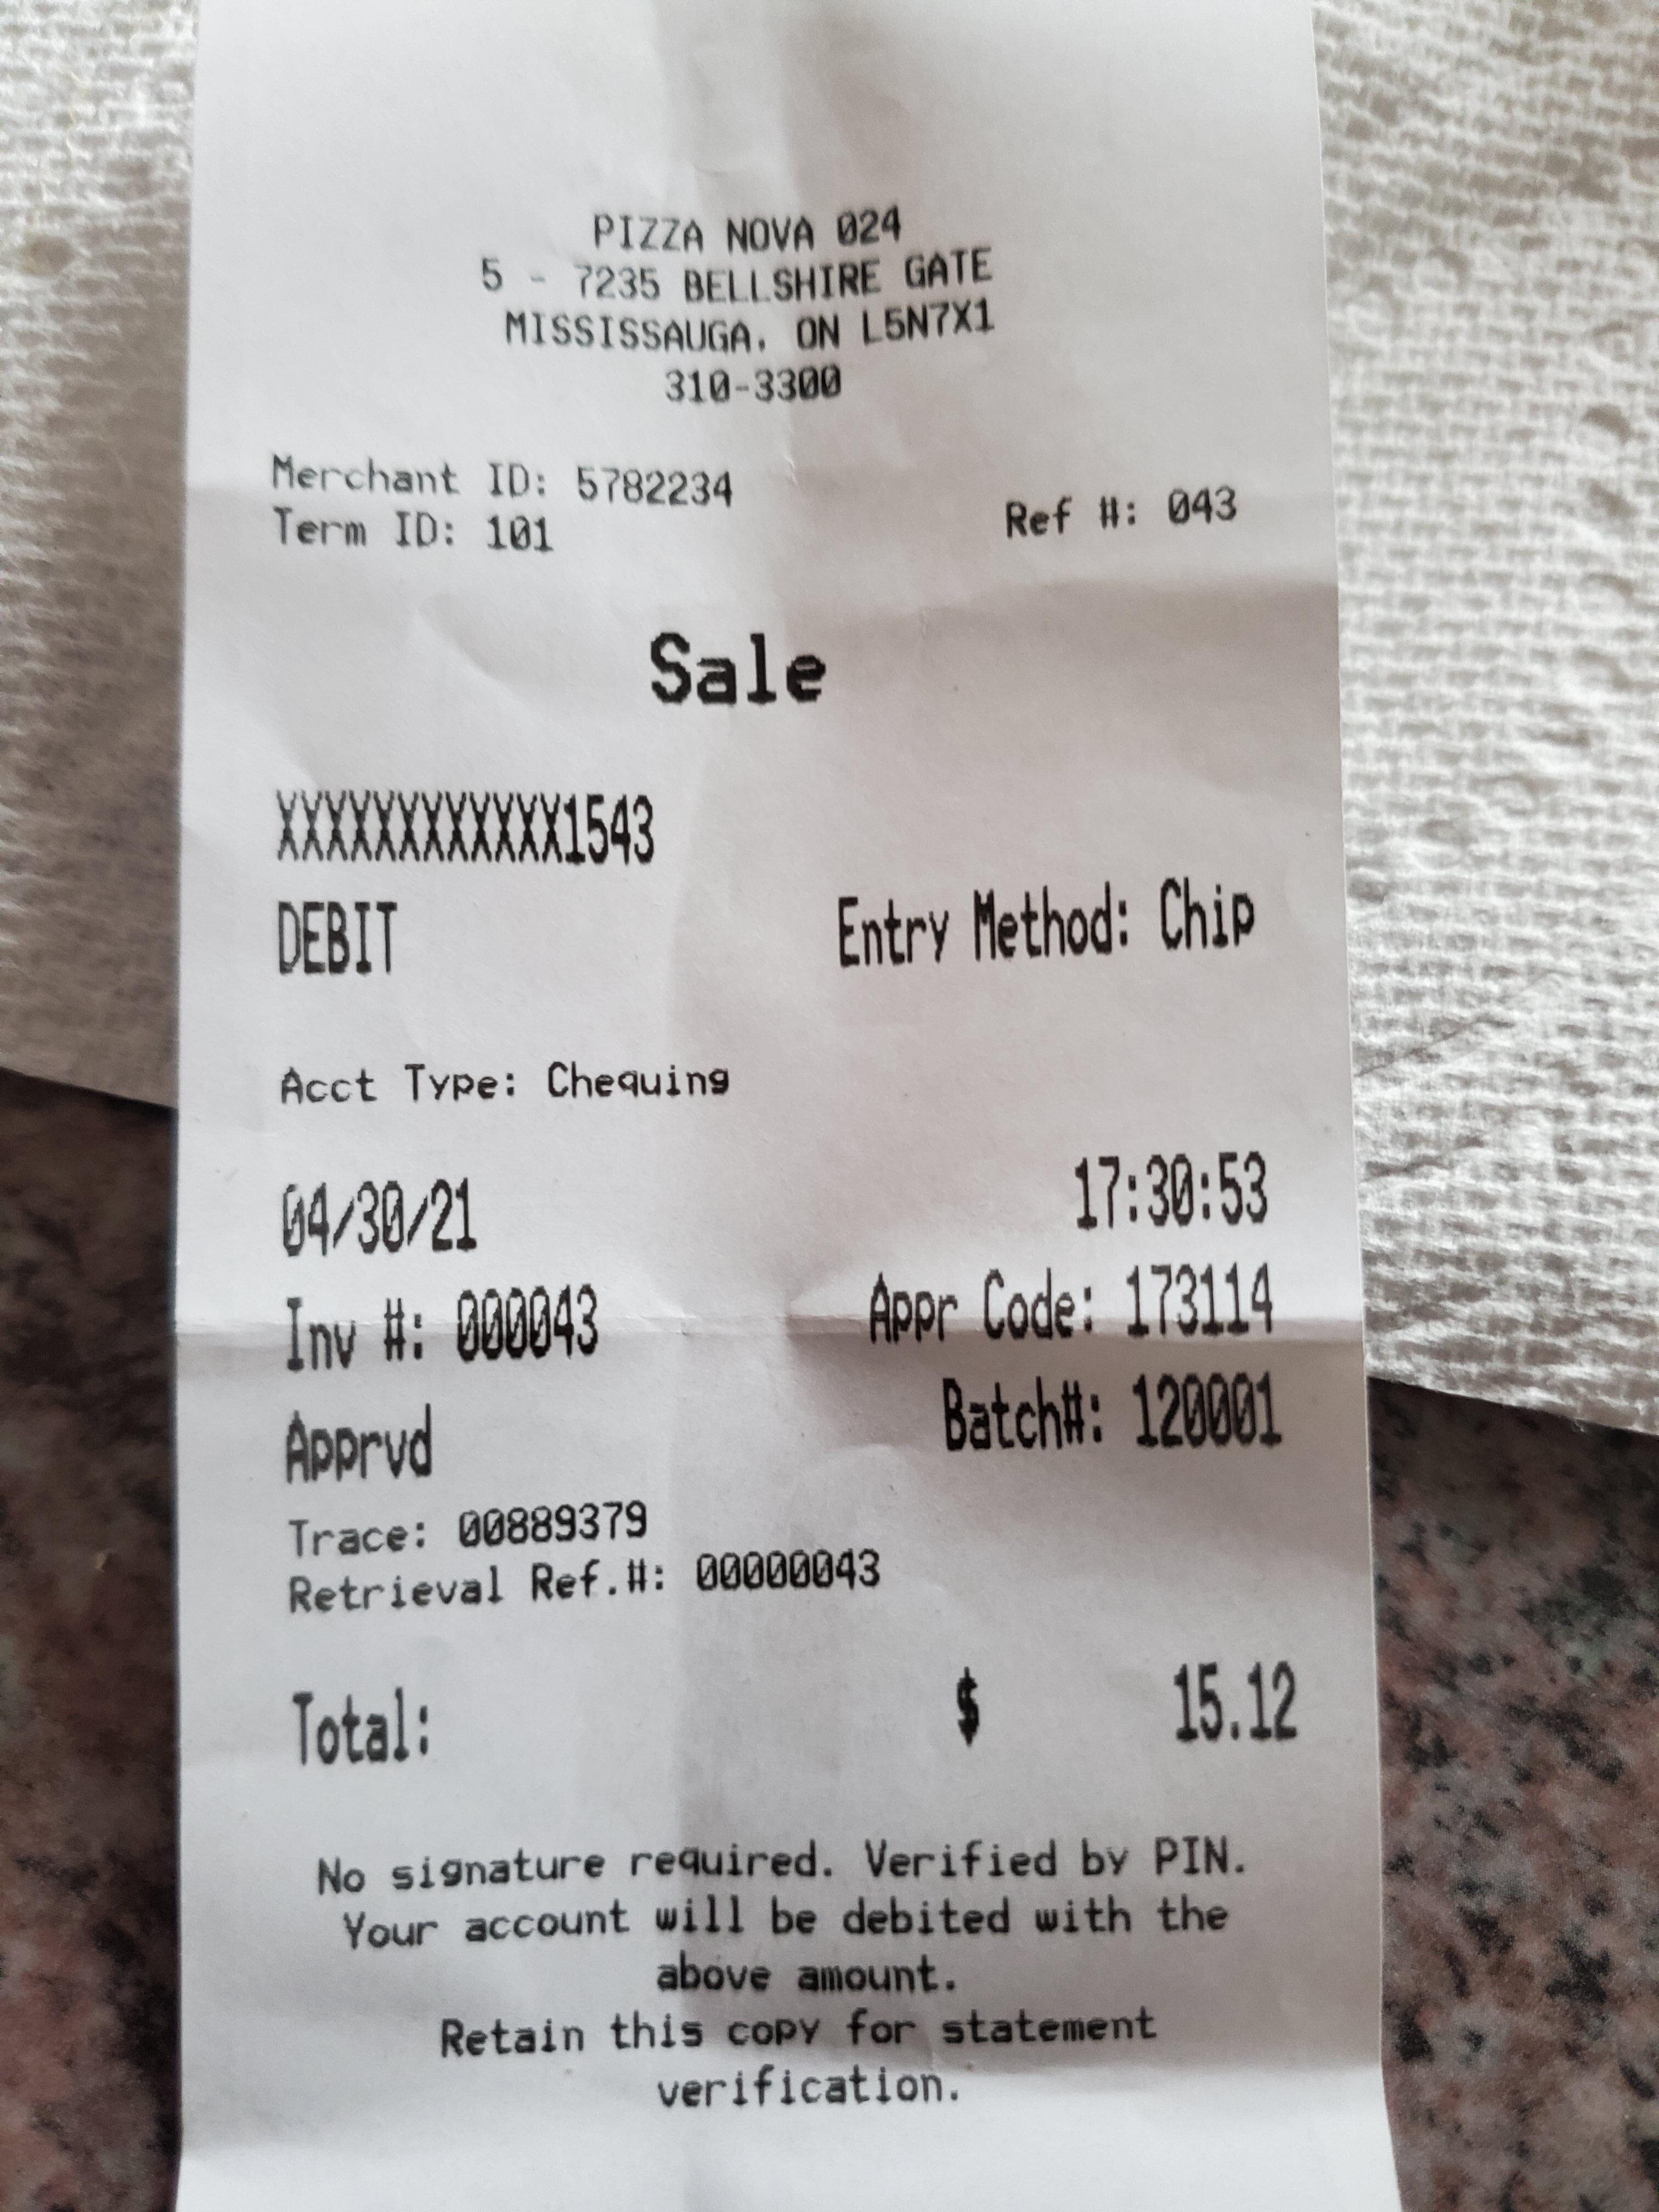 PIZZA NOVA 024
5 - 7235 BELLSHIRE GATE
MISSISSAUGA, ON L5N7X1
310-3300
Merchant ID: 5782234
Term ID: 101 Ref #: 043
Sale
XXXXXXXXXXXX1543
DEBIT Entry Method: Chip
Acct Type: Chequing
04/30/21 17:30:53
Inv #: 000043 Appr Code: 173114
Apprvd Batch#: 120001
Trace: 00889379
Retrieval Ref.#: 00000043
Total: $ 15.12
No signature required. Verified by PIN.
Your account will be debited with the
above amount.
Retain this copy for statement
verification.